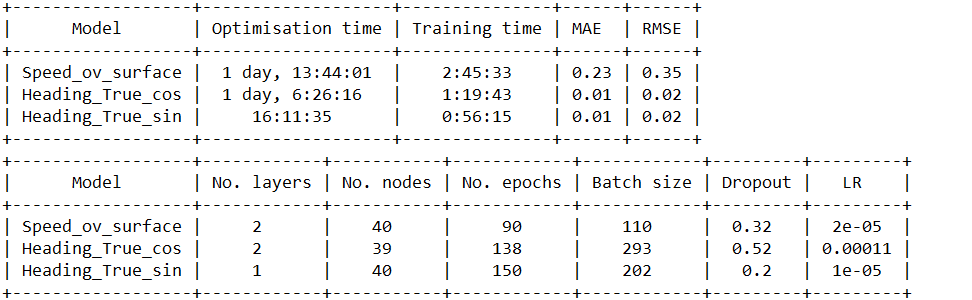 +----------------+--------------------+---------------+------+------+
| Model | Optimisation time | Training time | MAE | RMSE |
+----------------+--------------------+---------------+------+------+
| Speed_ov_surface | 1 day, 13:44:01 | 2:45:33 | 0.23 | 0.35 |
| Heading_True_cos | 1 day, 6:26:16 | 1:19:43 | 0.01 | 0.02 |
| Heading_True_sin | 16:11:35 | 0:56:15 | 0.01 | 0.02 |
+----------------+--------------------+---------------+------+------+
+----------------+------------+-----------+------------+------------+---------+---------+
| Model | No. layers | No. nodes | No. epochs | Batch size | Dropout | LR |
+----------------+------------+-----------+------------+------------+---------+---------+
| Speed_ov_surface | 2 | 40 | 90 | 110 | 0.32 | 2e-05 |
| Heading_True_cos | 2 | 39 | 138 | 293 | 0.52 | 0.00011 |
| Heading_True_sin | 1 | 40 | 150 | 202 | 0.2 | 1e-05 |
+----------------+------------+-----------+------------+------------+---------+---------+